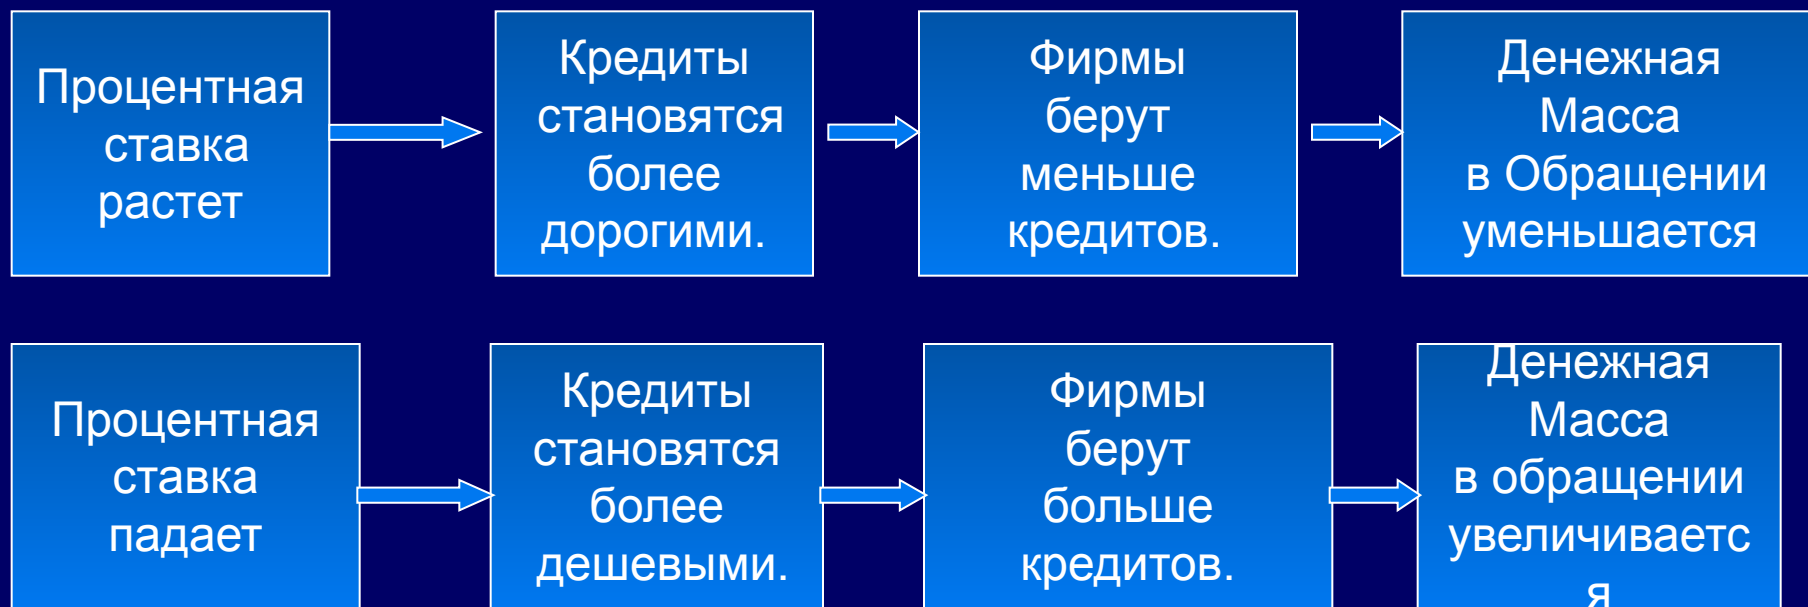 Процентная
ставка
растет
Кредиты
становятся
более
дорогими.
Фирмы
берут
меньше
кредитов.
Денежная
Масса
в Обращении
уменьшается
Процентная
ставка
падает
Кредиты
становятся
более
дешевыми.
Фирмы
берут
больше
кредитов.
Денежная
Масса
в обращении
увеличиваетс
я